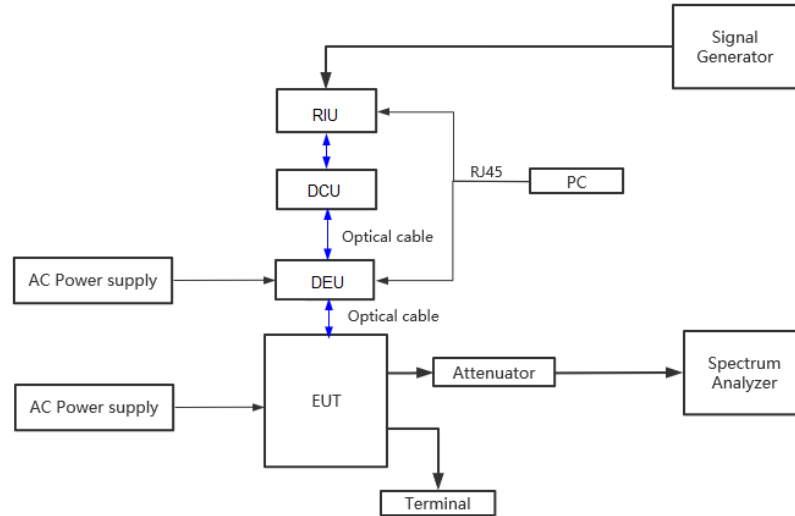 Signal
Generator
RIU
RJ45
PC
DCU
Optical cable
AC Power supply
DEU
Optical cable
AC Power supply
EUT
Attenuator
Spectrum
Analyzer
Terminal